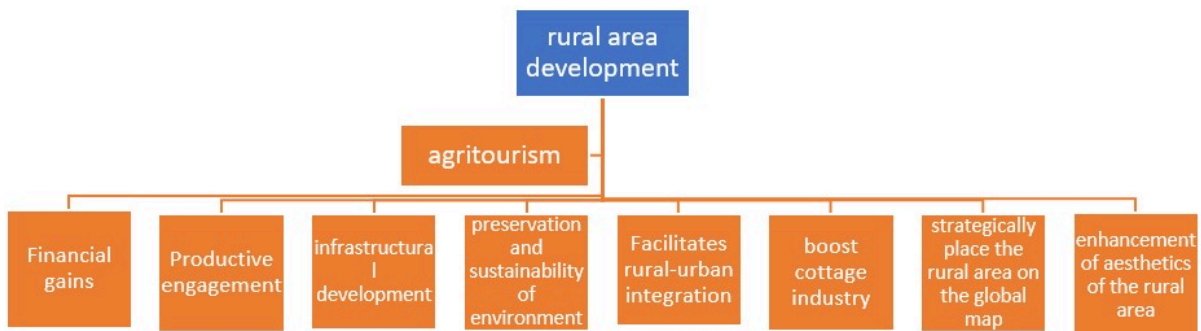 rural area
development
agritourism
Financial
gains
Productive
engagement
infrastructura
l
development
preservation
and
sustainability
of
environment
Facilitates
rural-urban
integration
boost
cottage
industry
strategically
place the
rural area on
the global
map
enhancement
of aesthetics
of the rural
area